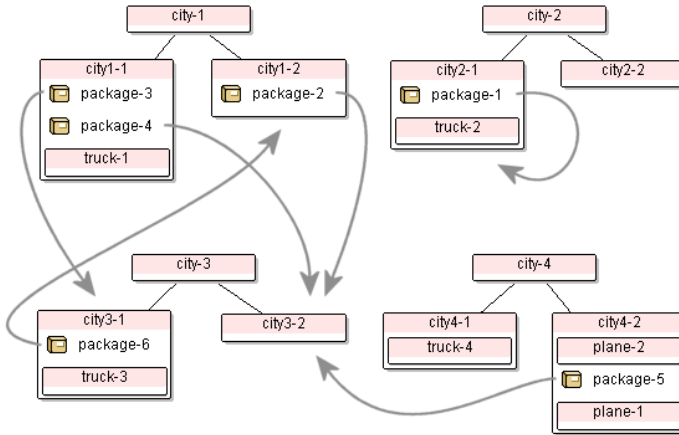 city-1
city-2
city1-1
city1-2
city2-1
city2-2
package-3
package-2
package-1
package-4
truck-2
truck-1
city-3
city-4
city3-1
city3-2
city4-1
city4-2
package-6
truck-4
plane-2
truck-3
package-5
plane-1